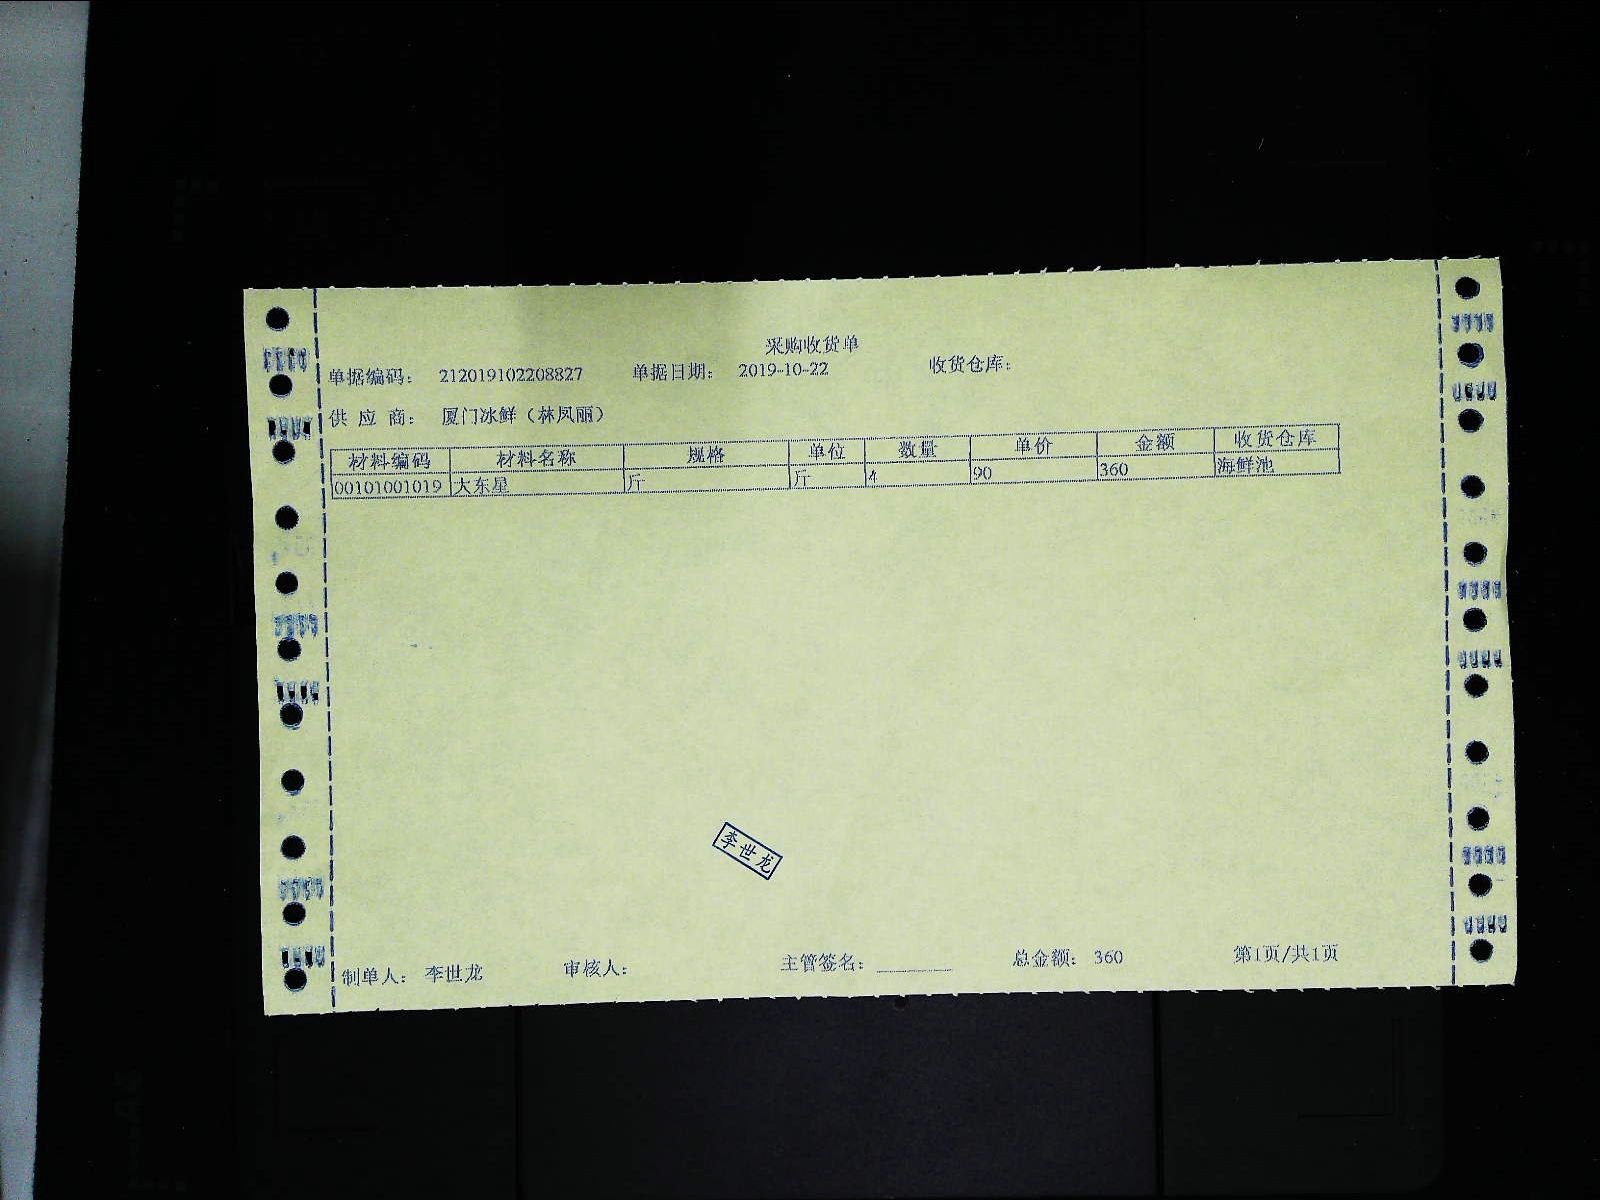 采购收货单
单据编码： 212019102208827 单据日期： 2019-10-22 收货仓库：
供 应 商： 厦门冰鲜（林凤丽）
材料编码 材料名称 规格 单位 数量 单价 金额 收货仓库
00101001019 大东星 斤 斤 4 90 360 海鲜池
李世龙
制单人： 李世龙 审核人： 主管签名： 总金额： 360 第1页/共1页